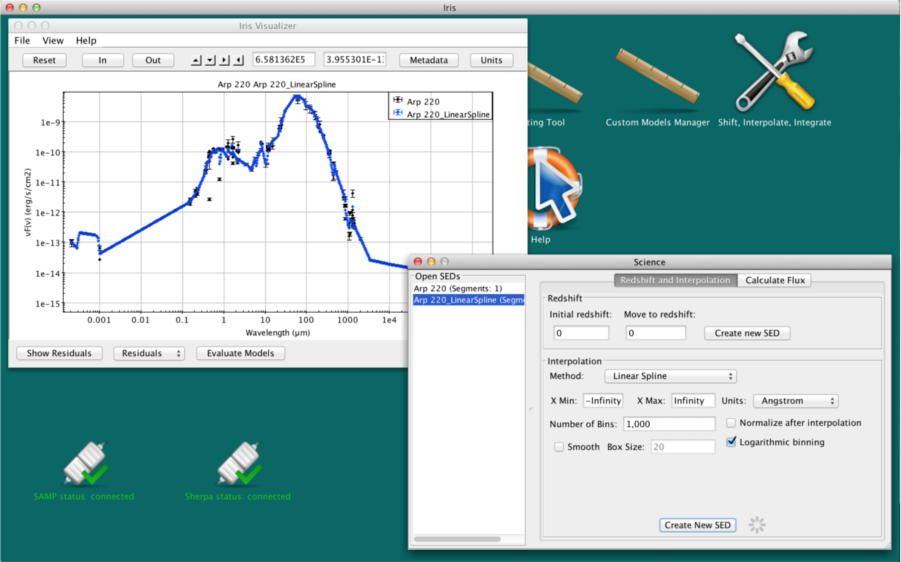 Iris
Iris Visualizer
File View Help
Reset In Out 6.581362E5 3.955301E-1 Metadata Units
Arp 220 Arp 220_LinearSpline
Arp 220
Arp 220_LinearSpline
1e-9
1e-10
1e-11
1e-12
1e-13
1e-14
1e-15
νF(ν) (erg/s/cm2)
0.001 0.01 0.1 1 10 100 1000 1e4
Wavelength (μm)
Show Residuals Residuals Evaluate Models
ting Tool
Custom Models Manager
Shift, Interpolate, Integrate
Help
SAMP status: connected
Sherpa status: connected
Science
Open SEDs
Arp 220 (Segments: 1)
Arp 220_LinearSpline (Segm
Redshift and Interpolation Calculate Flux
Redshift
Initial redshift: Move to redshift:
0 0 Create new SED
Interpolation
Method: Linear Spline
X Min: -Infinity X Max: Infinity Units: Angstrom
Number of Bins: 1,000 Normalize after interpolation
Smooth Box Size: 20 Logarithmic binning
Create New SED